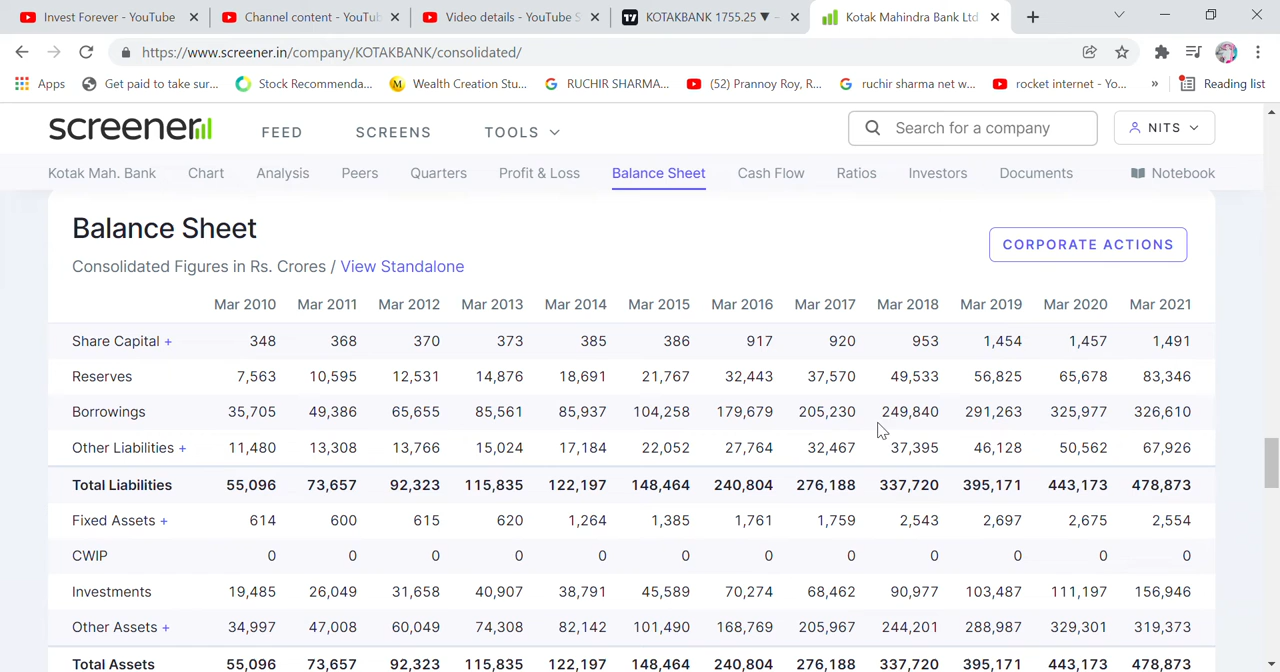 Invest Forever - YouTube
Channel content - YouTub
Video details - YouTube S
KOTAKBANK 1755.25 ▼ -
Kotak Mahindra Bank Ltd
https://www.screener.in/company/KOTAKBANK/consolidated/
Apps
Get paid to take sur...
Stock Recommenda...
M Wealth Creation Stu...
RUCHIR SHARMA...
(52) Prannoy Roy, R...
ruchir sharma net w...
rocket internet - Yo...
»
Reading list
screener
FEED
SCREENS
TOOLS
Search for a company
NITS
Kotak Mah. Bank
Chart
Analysis
Peers
Quarters
Profit & Loss
Balance Sheet
Cash Flow
Ratios
Investors
Documents
Notebook
Balance Sheet
CORPORATE ACTIONS
Consolidated Figures in Rs. Crores / View Standalone
Mar 2010 Mar 2011 Mar 2012 Mar 2013 Mar 2014 Mar 2015 Mar 2016 Mar 2017 Mar 2018 Mar 2019 Mar 2020 Mar 2021
Share Capital + 348 368 370 373 385 386 917 920 953 1,454 1,457 1,491
Reserves 7,563 10,595 12,531 14,876 18,691 21,767 32,443 37,570 49,533 56,825 65,678 83,346
Borrowings 35,705 49,386 65,655 85,561 85,937 104,258 179,679 205,230 249,840 291,263 325,977 326,610
Other Liabilities + 11,480 13,308 13,766 15,024 17,184 22,052 27,764 32,467 37,395 46,128 50,562 67,926
Total Liabilities 55,096 73,657 92,323 115,835 122,197 148,464 240,804 276,188 337,720 395,171 443,173 478,873
Fixed Assets + 614 600 615 620 1,264 1,385 1,761 1,759 2,543 2,697 2,675 2,554
CWIP 0 0 0 0 0 0 0 0 0 0 0 0
Investments 19,485 26,049 31,658 40,907 38,791 45,589 70,274 68,462 90,977 103,487 111,197 156,946
Other Assets + 34,997 47,008 60,049 74,308 82,142 101,490 168,769 205,967 244,201 288,987 329,301 319,373
Total Assets 55,096 73,657 92,323 115,835 122,197 148,464 240,804 276,188 337,720 395,171 443,173 478,873